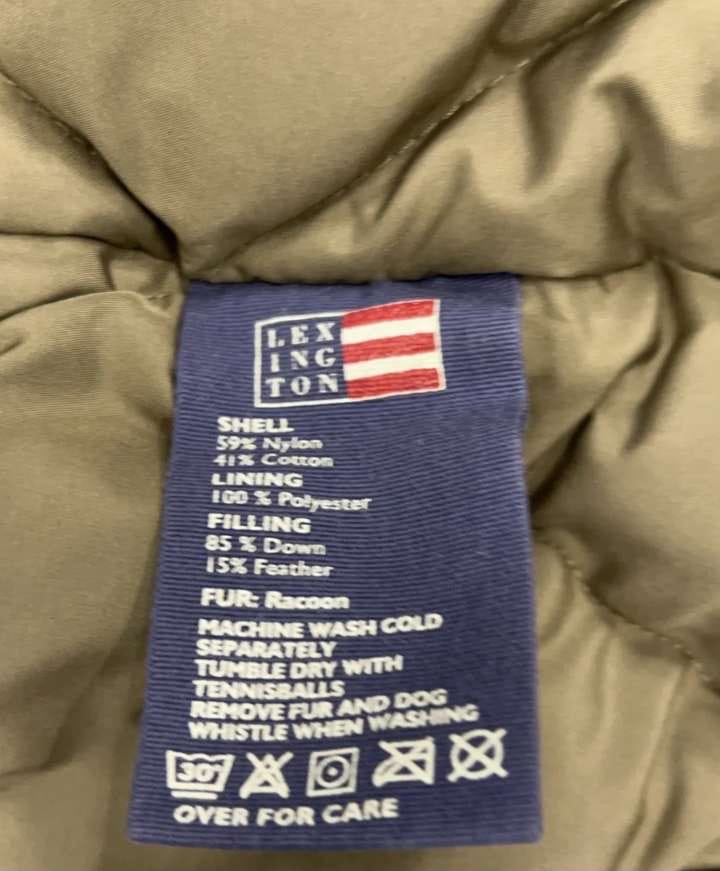 LEX
ING
TON
SHELL
59% Nylon
41% Cotton
LINING
100 % Polyester
FILLING
85 % Down
15% Feather
FUR: Racoon
MACHINE WASH COLD
SEPARATELY
TUMBLE DRY WITH
TENNISBALLS
REMOVE FUR AND DOG
WHISTLE WHEN WASHING
30°
OVER FOR CARE